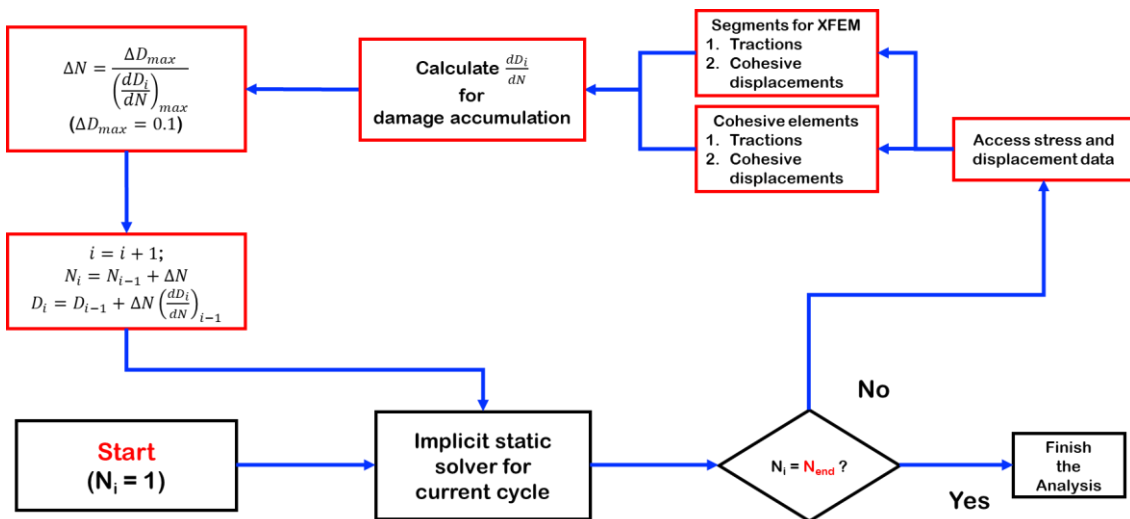 Segments for XFEM
1. Tractions
2. Cohesive
displacements
Calculate dD_i/dN
for
damage accumulation
ΔN = ΔD_max / (dD_i/dN)_max
(ΔD_max = 0.1)
Cohesive elements
1. Tractions
2. Cohesive
displacements
Access stress and
displacement data
i = i + 1;
N_i = N_{i−1} + ΔN
D_i = D_{i−1} + ΔN (dD_i/dN)_{i−1}
No
Start
(N_i = 1)
Implicit static
solver for
current cycle
N_i = N_end ?
Finish
the
Analysis
Yes